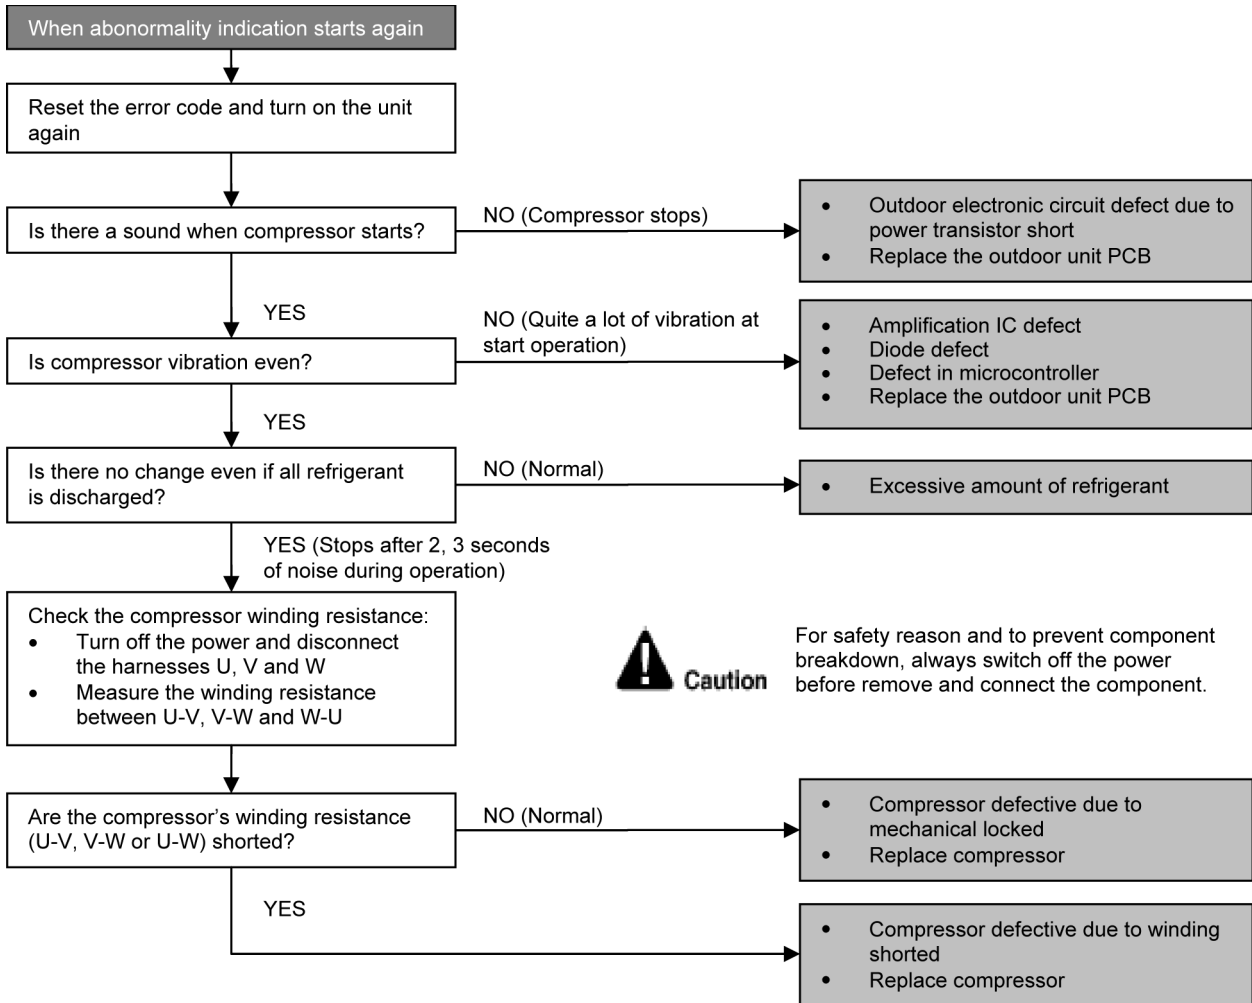 When abonormality indication starts again
Reset the error code and turn on the unit
again
Is there a sound when compressor starts?
NO (Compressor stops)
• Outdoor electronic circuit defect due to
power transistor short
• Replace the outdoor unit PCB
YES
Is compressor vibration even?
NO (Quite a lot of vibration at
start operation)
• Amplification IC defect
• Diode defect
• Defect in microcontroller
• Replace the outdoor unit PCB
YES
Is there no change even if all refrigerant
is discharged?
NO (Normal)
• Excessive amount of refrigerant
YES (Stops after 2, 3 seconds
of noise during operation)
Check the compressor winding resistance:
• Turn off the power and disconnect
the harnesses U, V and W
• Measure the winding resistance
between U-V, V-W and W-U
Caution
For safety reason and to prevent component
breakdown, always switch off the power
before remove and connect the component.
Are the compressor’s winding resistance
(U-V, V-W or U-W) shorted?
NO (Normal)
• Compressor defective due to
mechanical locked
• Replace compressor
YES
• Compressor defective due to winding
shorted
• Replace compressor